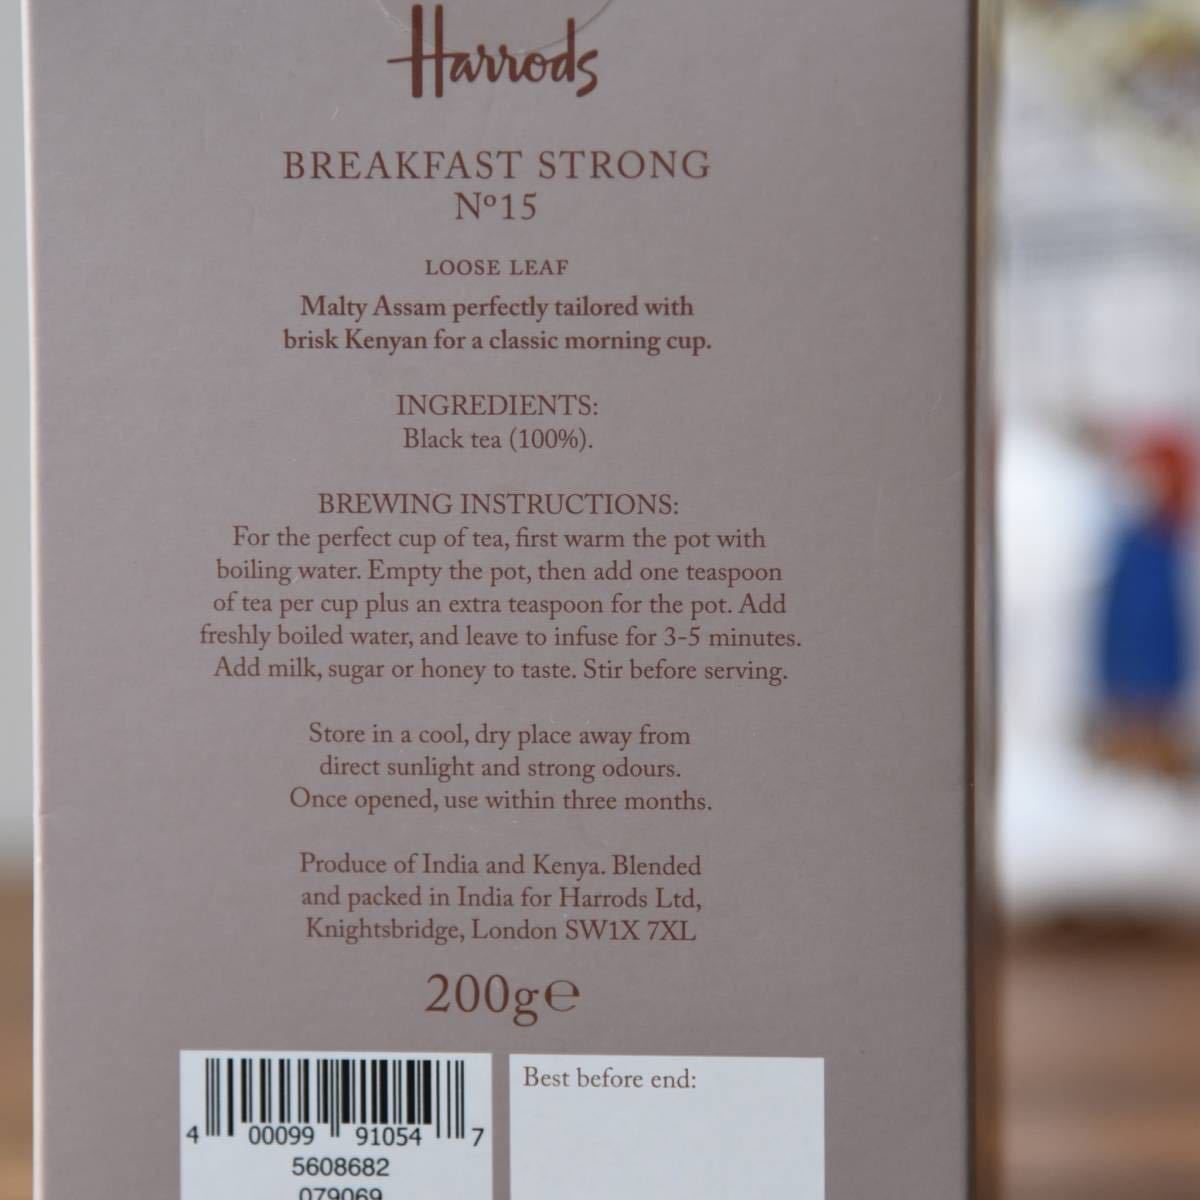 Harrods
BREAKFAST STRONG
Nº15
LOOSE LEAF
Malty Assam perfectly tailored with
brisk Kenyan for a classic morning cup.
INGREDIENTS:
Black tea (100%).
BREWING INSTRUCTIONS:
For the perfect cup of tea, first warm the pot with
boiling water. Empty the pot, then add one teaspoon
of tea per cup plus an extra teaspoon for the pot. Add
freshly boiled water, and leave to infuse for 3-5 minutes.
Add milk, sugar or honey to taste. Stir before serving.
Store in a cool, dry place away from
direct sunlight and strong odours.
Once opened, use within three months.
Produce of India and Kenya. Blended
and packed in India for Harrods Ltd,
Knightsbridge, London SW1X 7XL
200g℮
4 00099 91054 7
5608682
079069
Best before end: